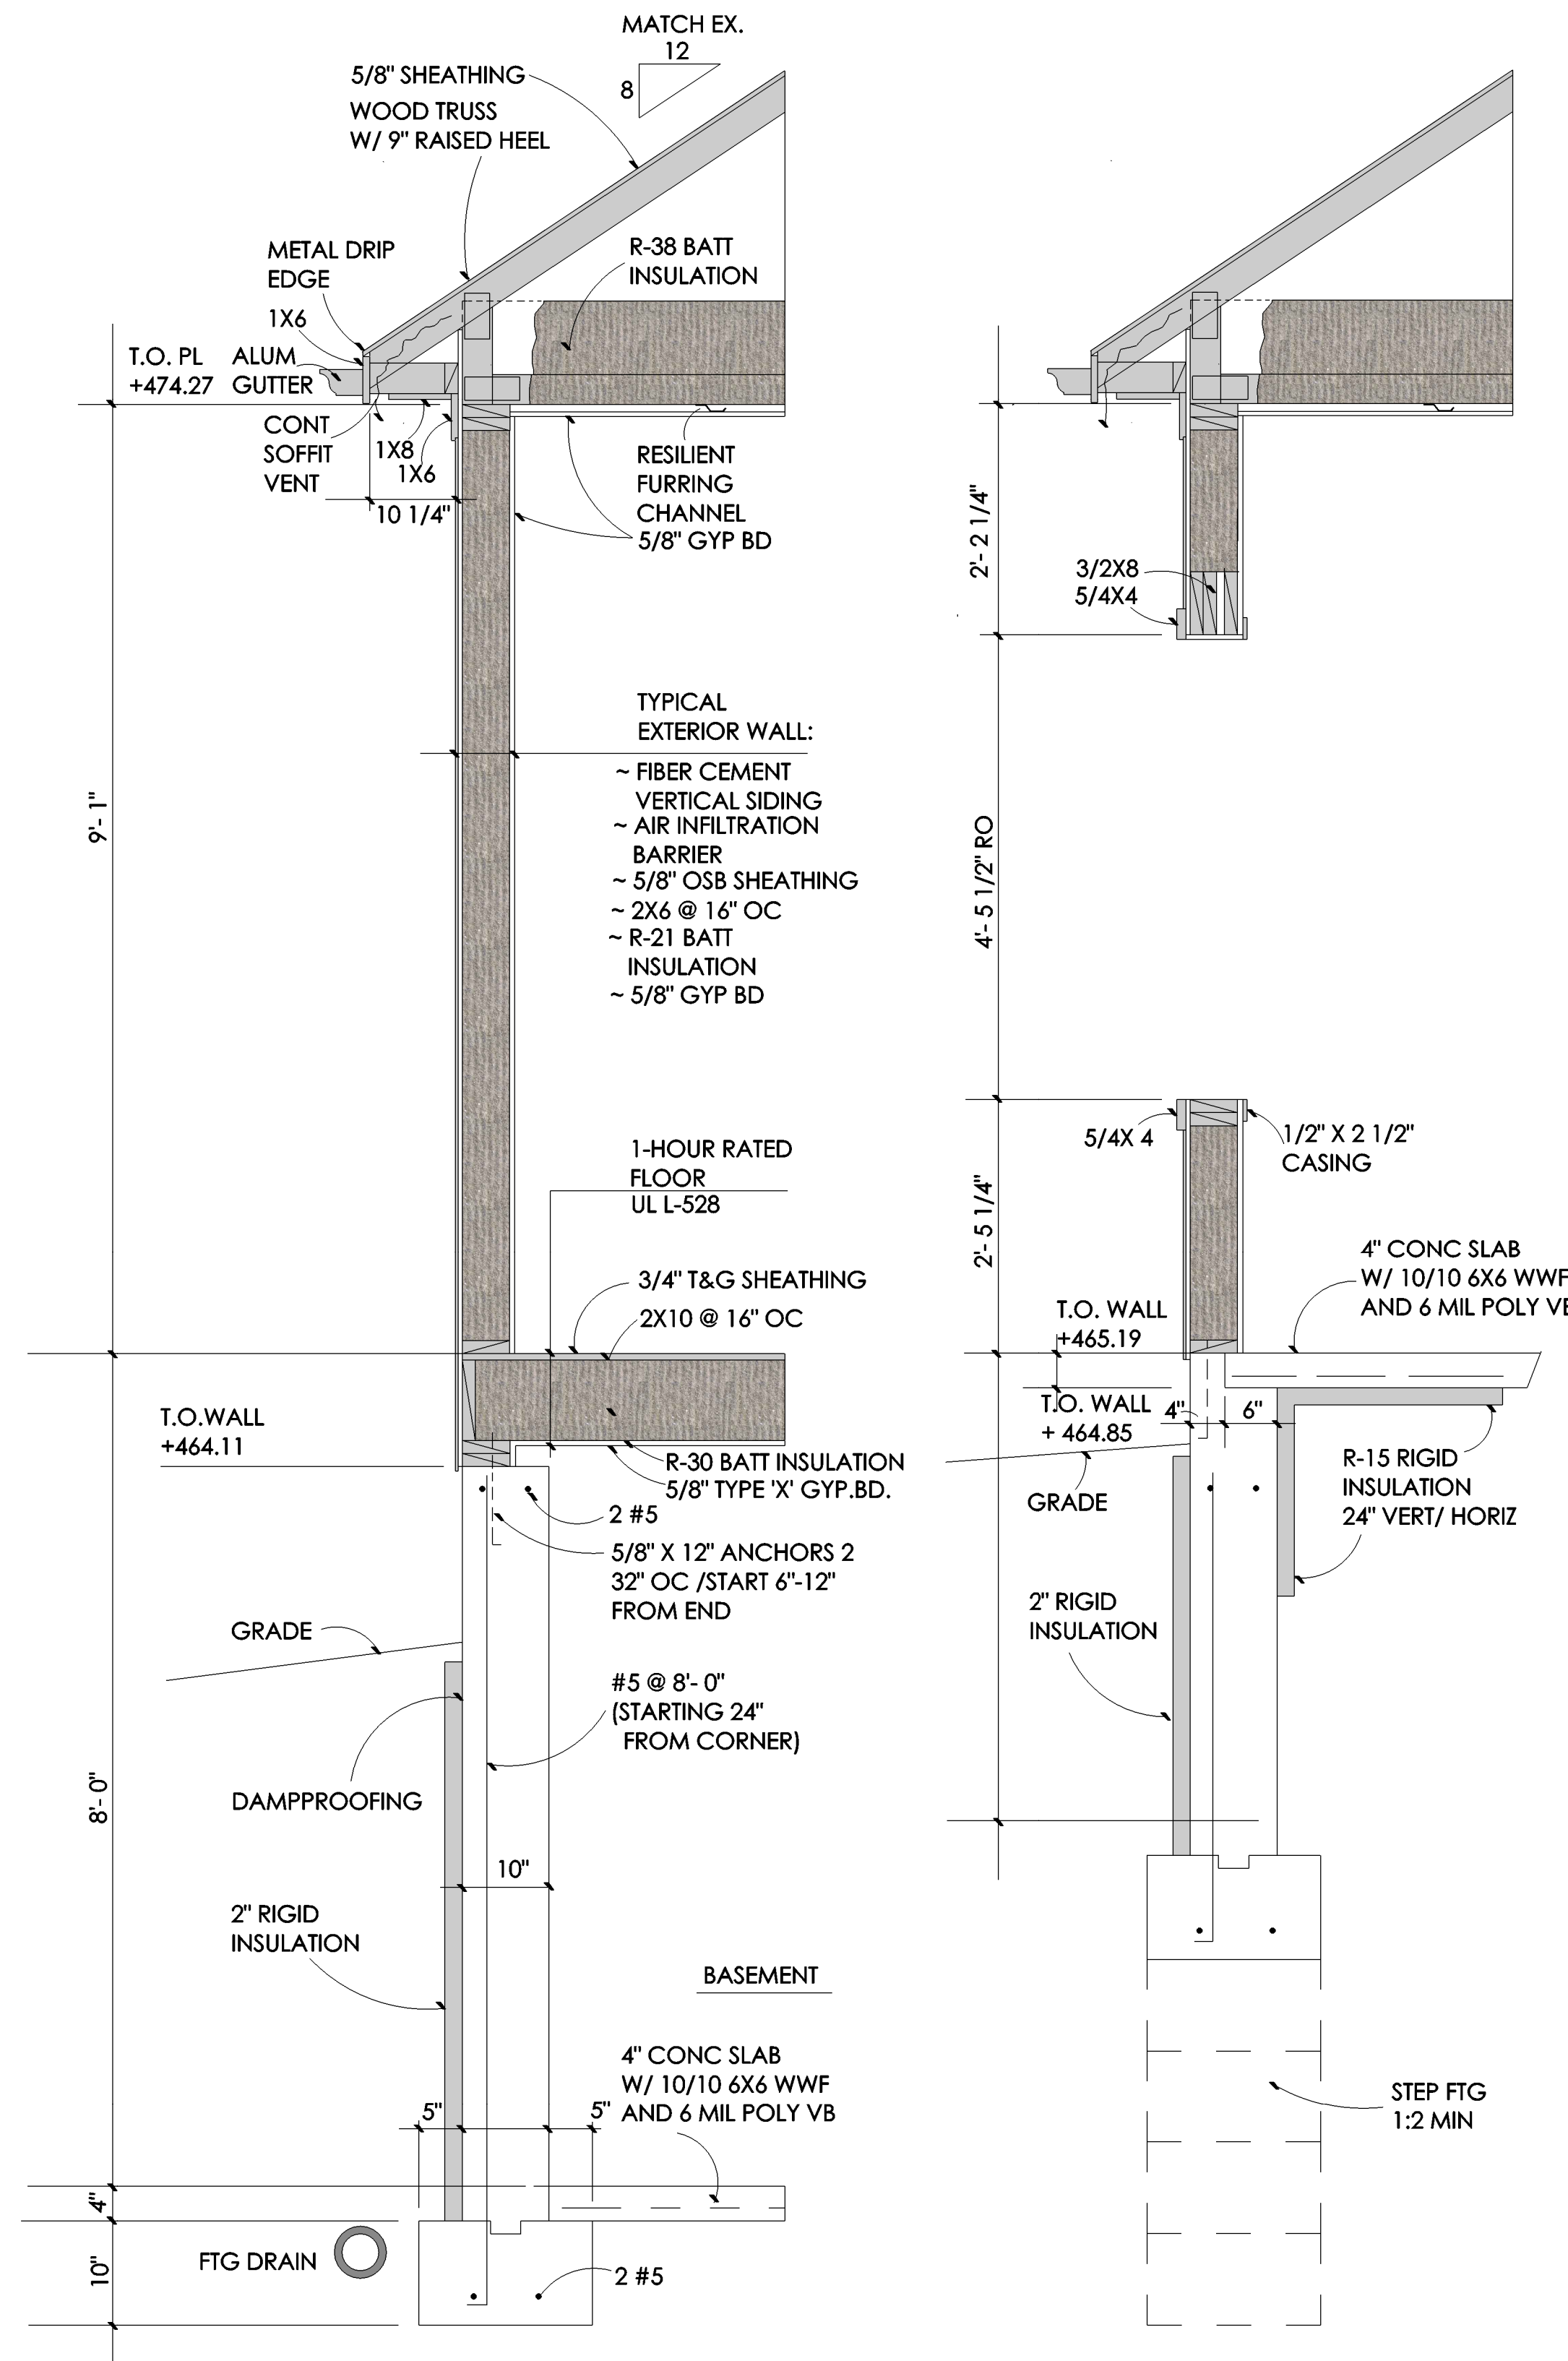 MATCH EX.
12
8
5/8" SHEATHING
WOOD TRUSS
W/ 9" RAISED HEEL
METAL DRIP
EDGE
1X6
R-38 BATT
INSULATION
T.O. PL
+474.27
ALUM
GUTTER
CONT
SOFFIT
VENT
1X8
1X6
10 1/4"
RESILIENT
FURRING
CHANNEL
5/8" GYP BD
9'- 1"
TYPICAL
EXTERIOR WALL:
~ FIBER CEMENT
VERTICAL SIDING
~ AIR INFILTRATION
BARRIER
~ 5/8" OSB SHEATHING
~ 2X6 @ 16" OC
~ R-21 BATT
INSULATION
~ 5/8" GYP BD
1-HOUR RATED
FLOOR
UL L-528
3/4" T&G SHEATHING
2X10 @ 16" OC
T.O.WALL
+464.11
R-30 BATT INSULATION
5/8" TYPE 'X' GYP.BD.
2 #5
5/8" X 12" ANCHORS 2
32" OC /START 6"-12"
FROM END
GRADE
#5 @ 8'- 0"
(STARTING 24"
FROM CORNER)
DAMPPROOFING
8'- 0"
10"
2" RIGID
INSULATION
BASEMENT
4" CONC SLAB
W/ 10/10 6X6 WWF
AND 6 MIL POLY VB
5"
5"
4"
10"
FTG DRAIN
2 #5
2'- 2 1/4"
3/2X8
5/4X4
4'- 5 1/2" RO
5/4X 4
1/2" X 2 1/2"
CASING
2'- 5 1/4"
4" CONC SLAB
W/ 10/10 6X6 WWF
AND 6 MIL POLY VB
T.O. WALL
+465.19
T.O. WALL
+ 464.85
4"
6"
GRADE
R-15 RIGID
INSULATION
24" VERT/ HORIZ
2" RIGID
INSULATION
STEP FTG
1:2 MIN